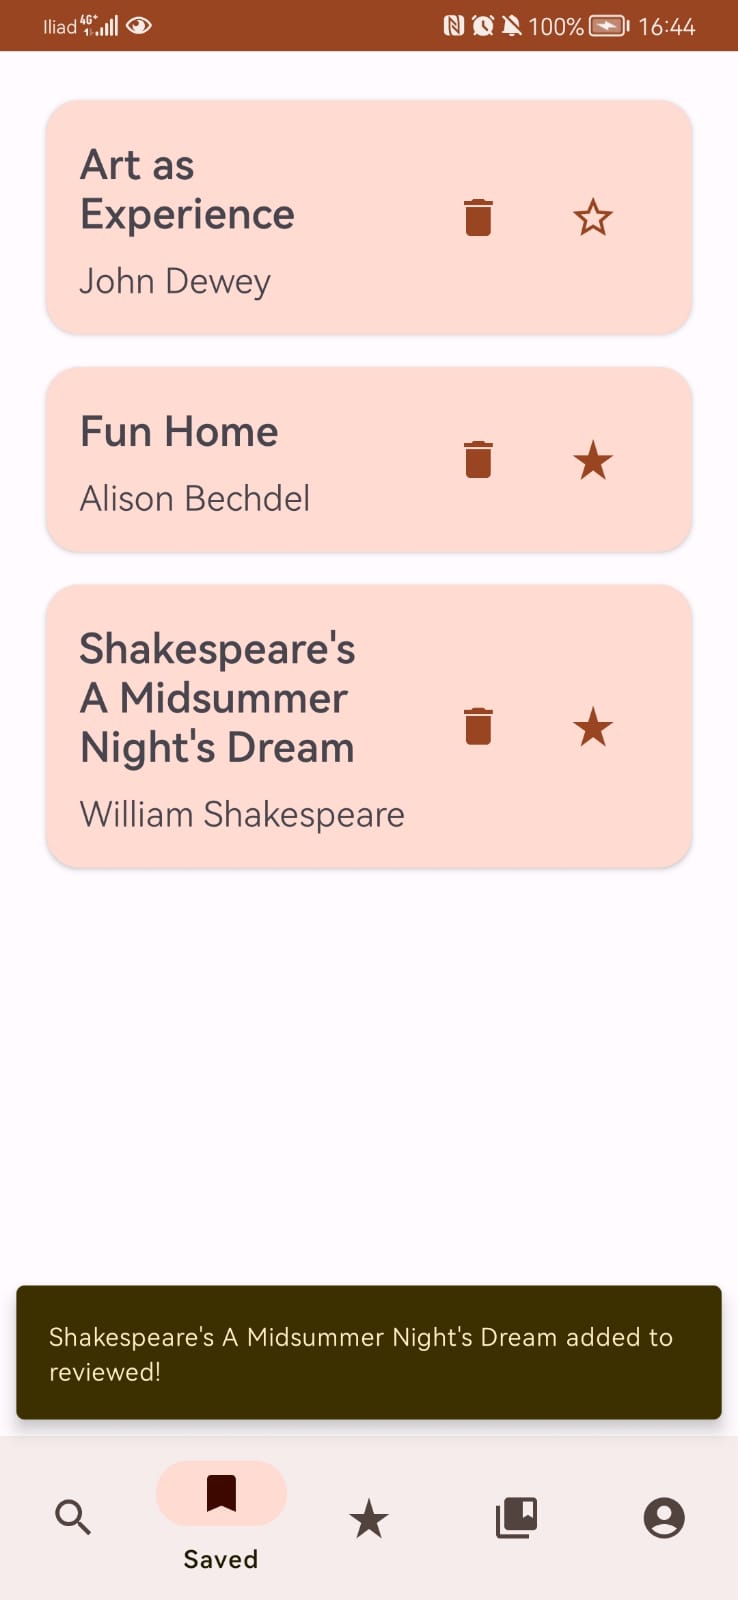 Iliad 4G+ 100% 16:44
Art as
Experience
John Dewey
Fun Home
Alison Bechdel
Shakespeare's
A Midsummer
Night's Dream
William Shakespeare
Shakespeare's A Midsummer Night's Dream added to
reviewed!
Saved